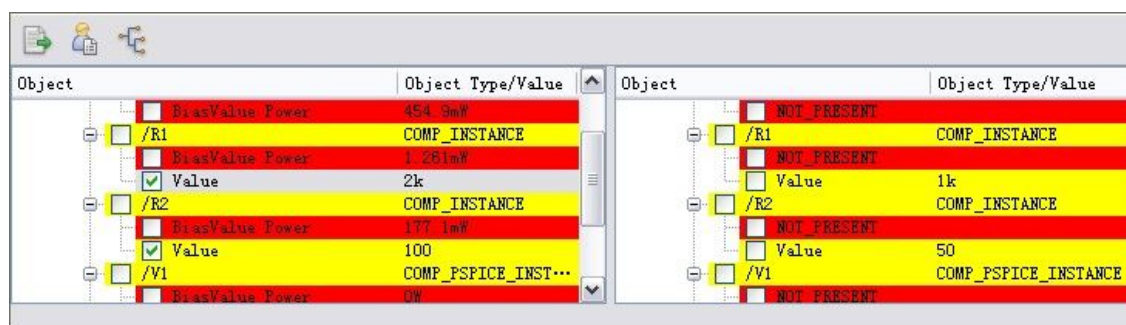 Object Object Type/Value Object Object Type/Value
BiasValue Power 454.9mW NOT_PRESENT
/R1 COMP_INSTANCE /R1 COMP_INSTANCE
BiasValue Power 1.261mW NOT_PRESENT
Value 2k Value 1k
/R2 COMP_INSTANCE /R2 COMP_INSTANCE
BiasValue Power 177.1mW NOT_PRESENT
Value 100 Value 50
/V1 COMP_PSPICE_INST... /V1 COMP_PSPICE_INSTANCE
BiasValue Power 0W NOT_PRESENT